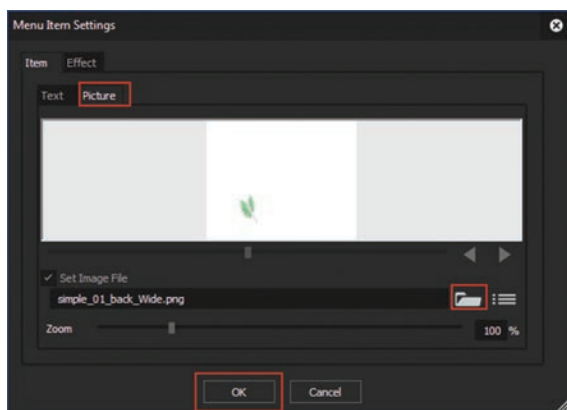 Menu Item Settings
Item Effect
Text Picture
Set Image File
simple_01_back_Wide.png
Zoom 100 %
OK Cancel